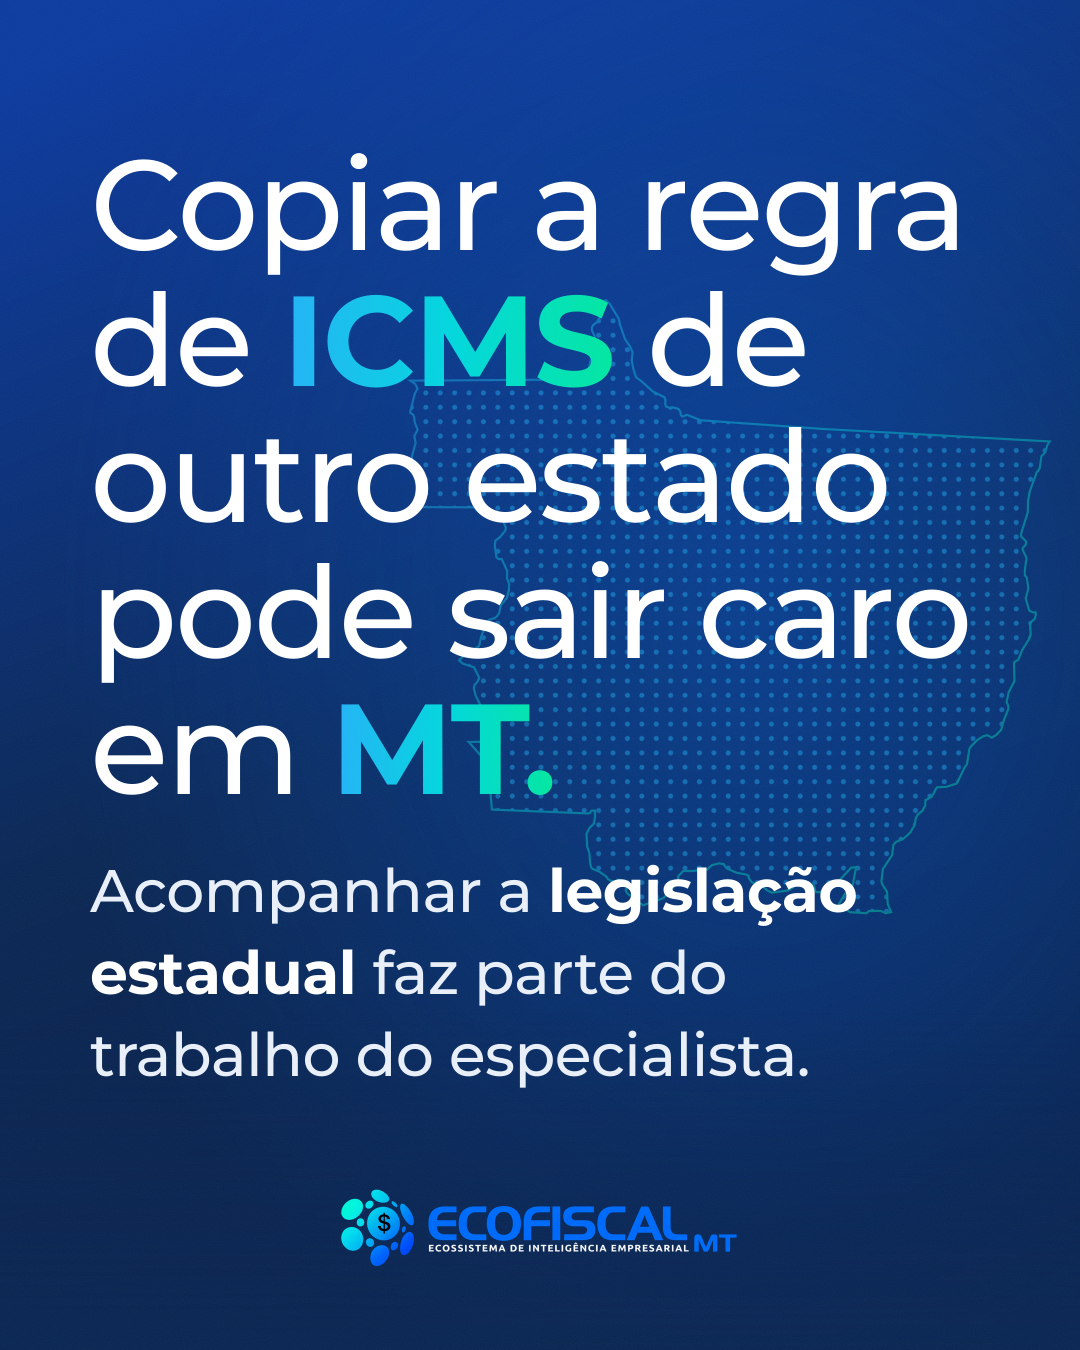 Copiar a regra
de ICMS de
outro estado
pode sair caro
em MT.
Acompanhar a legislação
estadual faz parte do
trabalho do especialista.
$
ECOFISCAL
ECOSSISTEMA DE INTELIGÊNCIA EMPRESARIAL MT